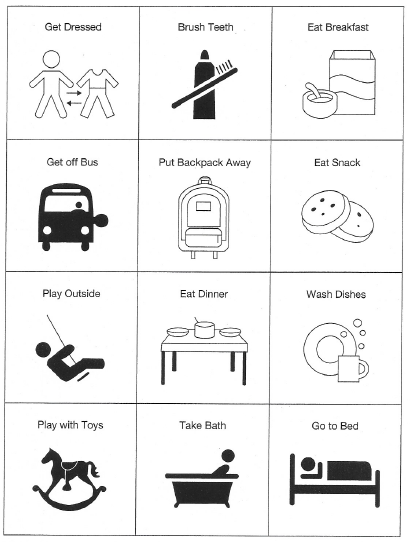 Get Dressed
Brush Teeth
Eat Breakfast
Get off Bus
Put Backpack Away
Eat Snack
Play Outside
Eat Dinner
Wash Dishes
Play with Toys
Take Bath
Go to Bed